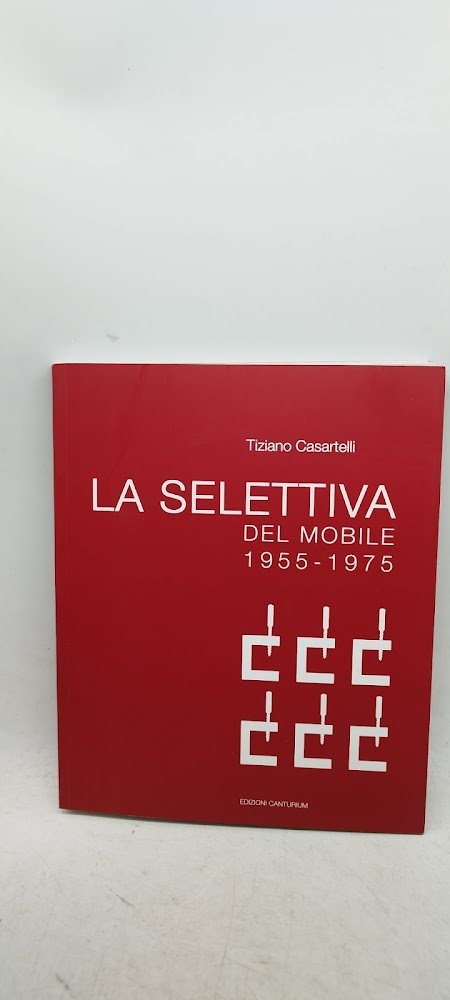 Tiziano Casartelli
LA SELETTIVA
DEL MOBILE
1955-1975
EDIZIONI CANTURIUM